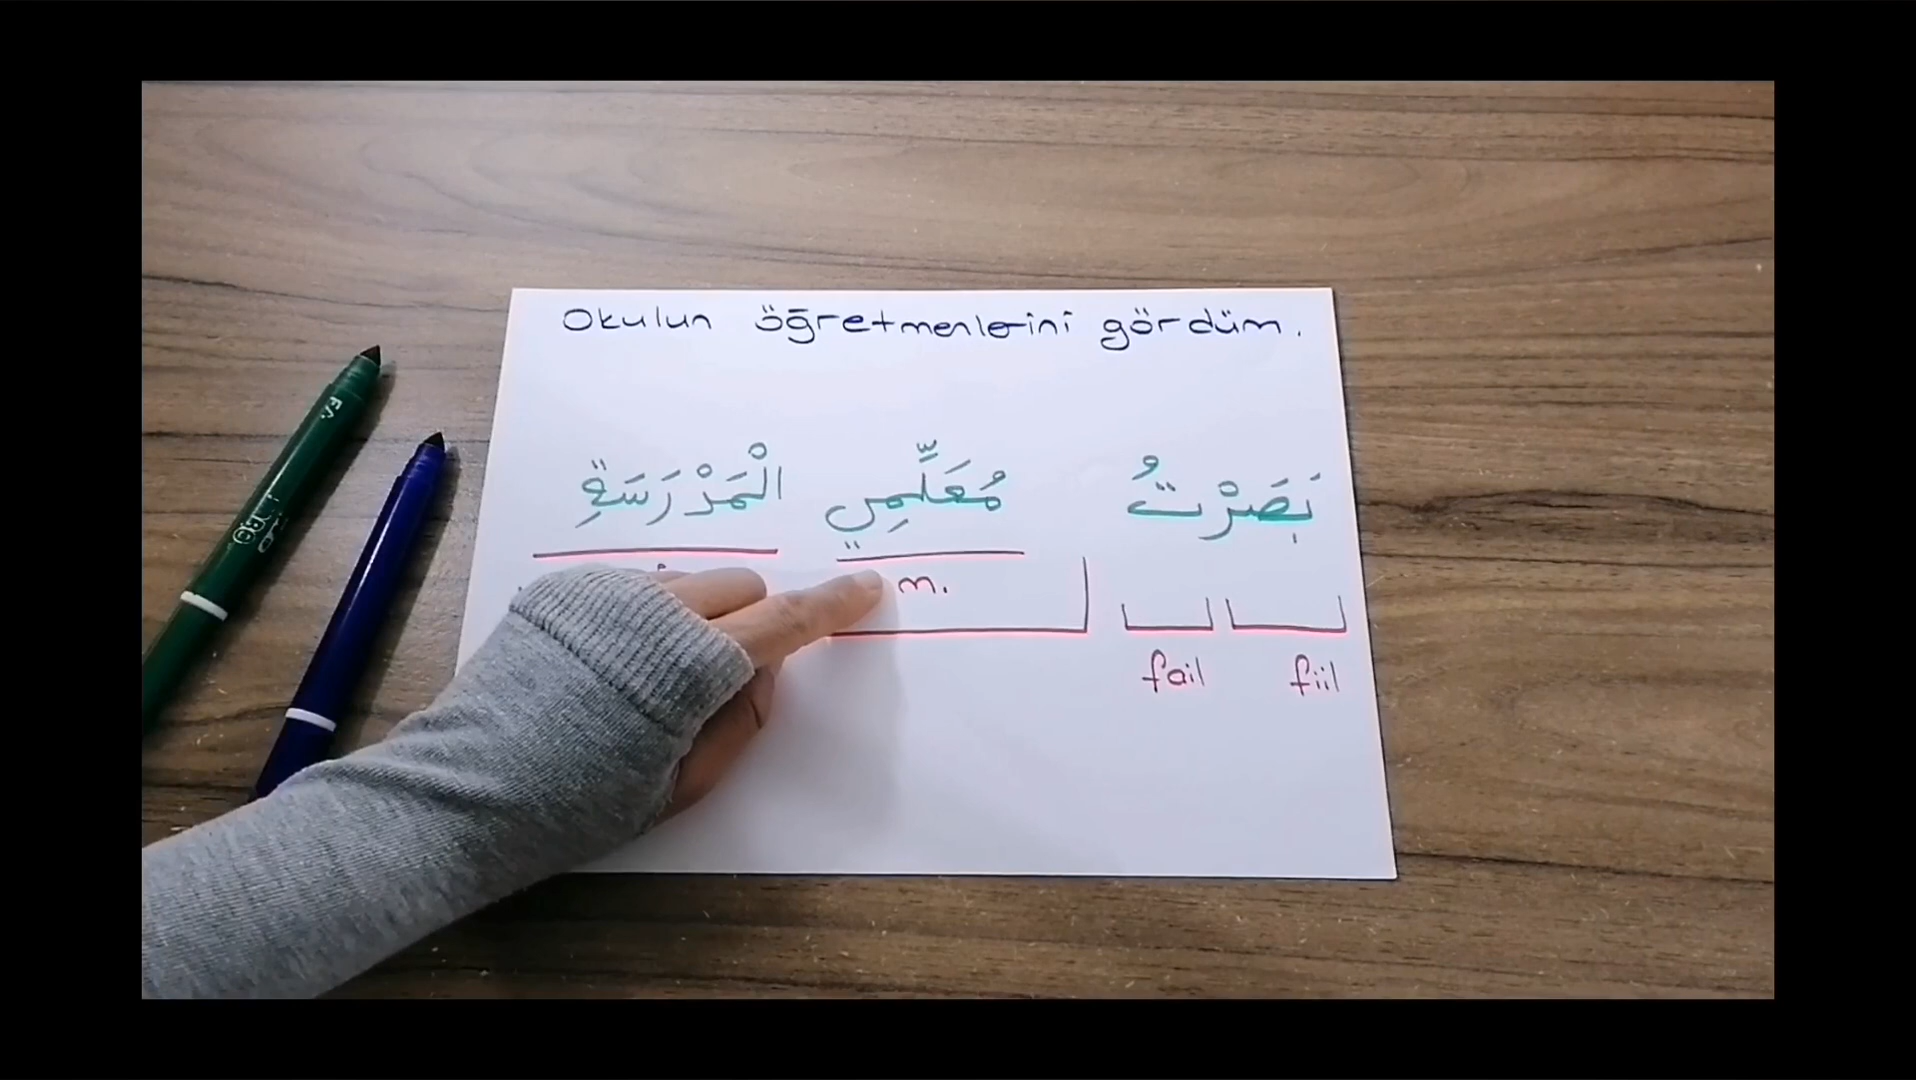 Okulun öğretmenlerini gördüm.
بَصَرْتُ مُعَلِّمِي الْمَدْرَسَةِ
m.
fail fiil